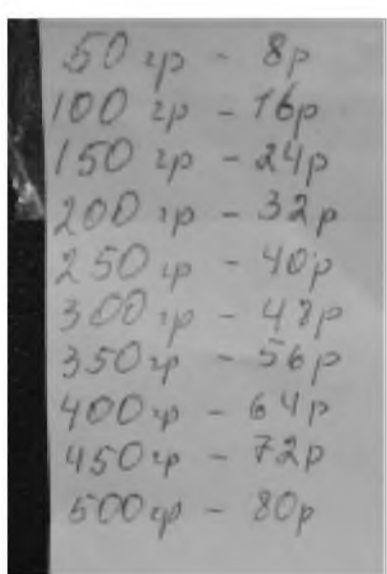 50 гр - 8р
100 гр - 16р
150 гр - 24р
200 гр - 32р
250 гр - 40р
300 гр - 48р
350 гр - 56р
400 гр - 64р
450 гр - 72р
500 гр - 80р